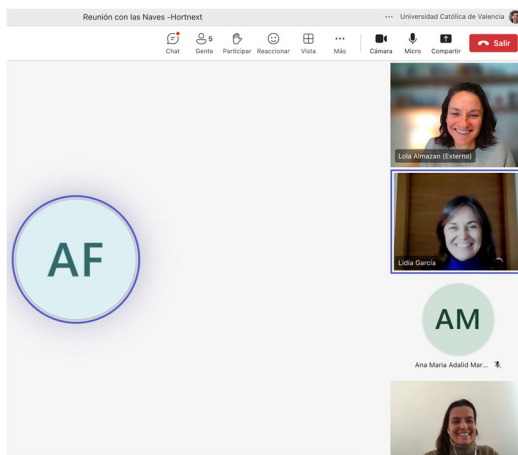 Reunión con las Naves -Hortnext
··· Universidad Católica de Valencia
Chat
Gente 5
Participar
Reaccionar
Vista
Más
Cámara
Micro
Compartir
Salir
Lola Almazan (Externo)
AF
Lidia García
AM
Ana Maria Adalid Mar...